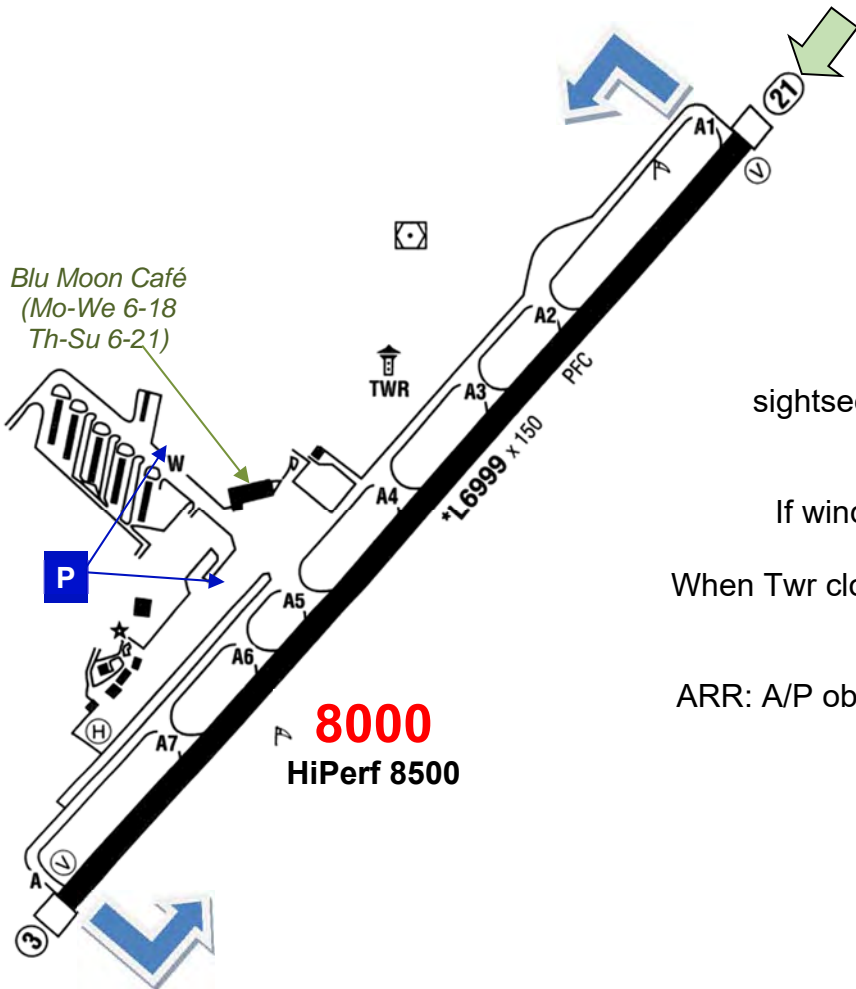 21
A1
V
Blu Moon Café
(Mo-We 6-18
Th-Su 6-21)
A2
PFC
TWR
A3
sightsee
*L6999 x 150
W
A4
If wind
P
When Twr clo
A5
A6
ARR: A/P ob
8000
H
A7
HiPerf 8500
V
A
3